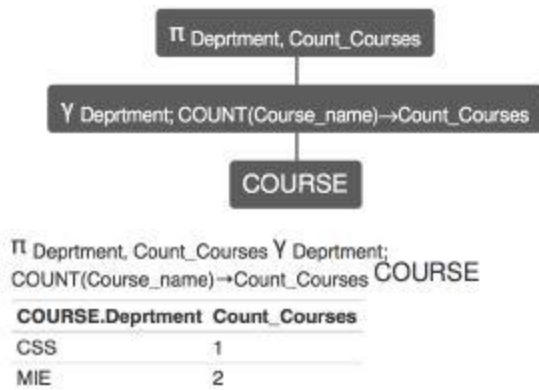 π Deprtment, Count_Courses
γ Deprtment; COUNT(Course_name)→Count_Courses
COURSE
π Deprtment, Count_Courses γ Deprtment;
COUNT(Course_name)→Count_Courses COURSE
COURSE.Deprtment Count_Courses
CSS 1
MIE 2